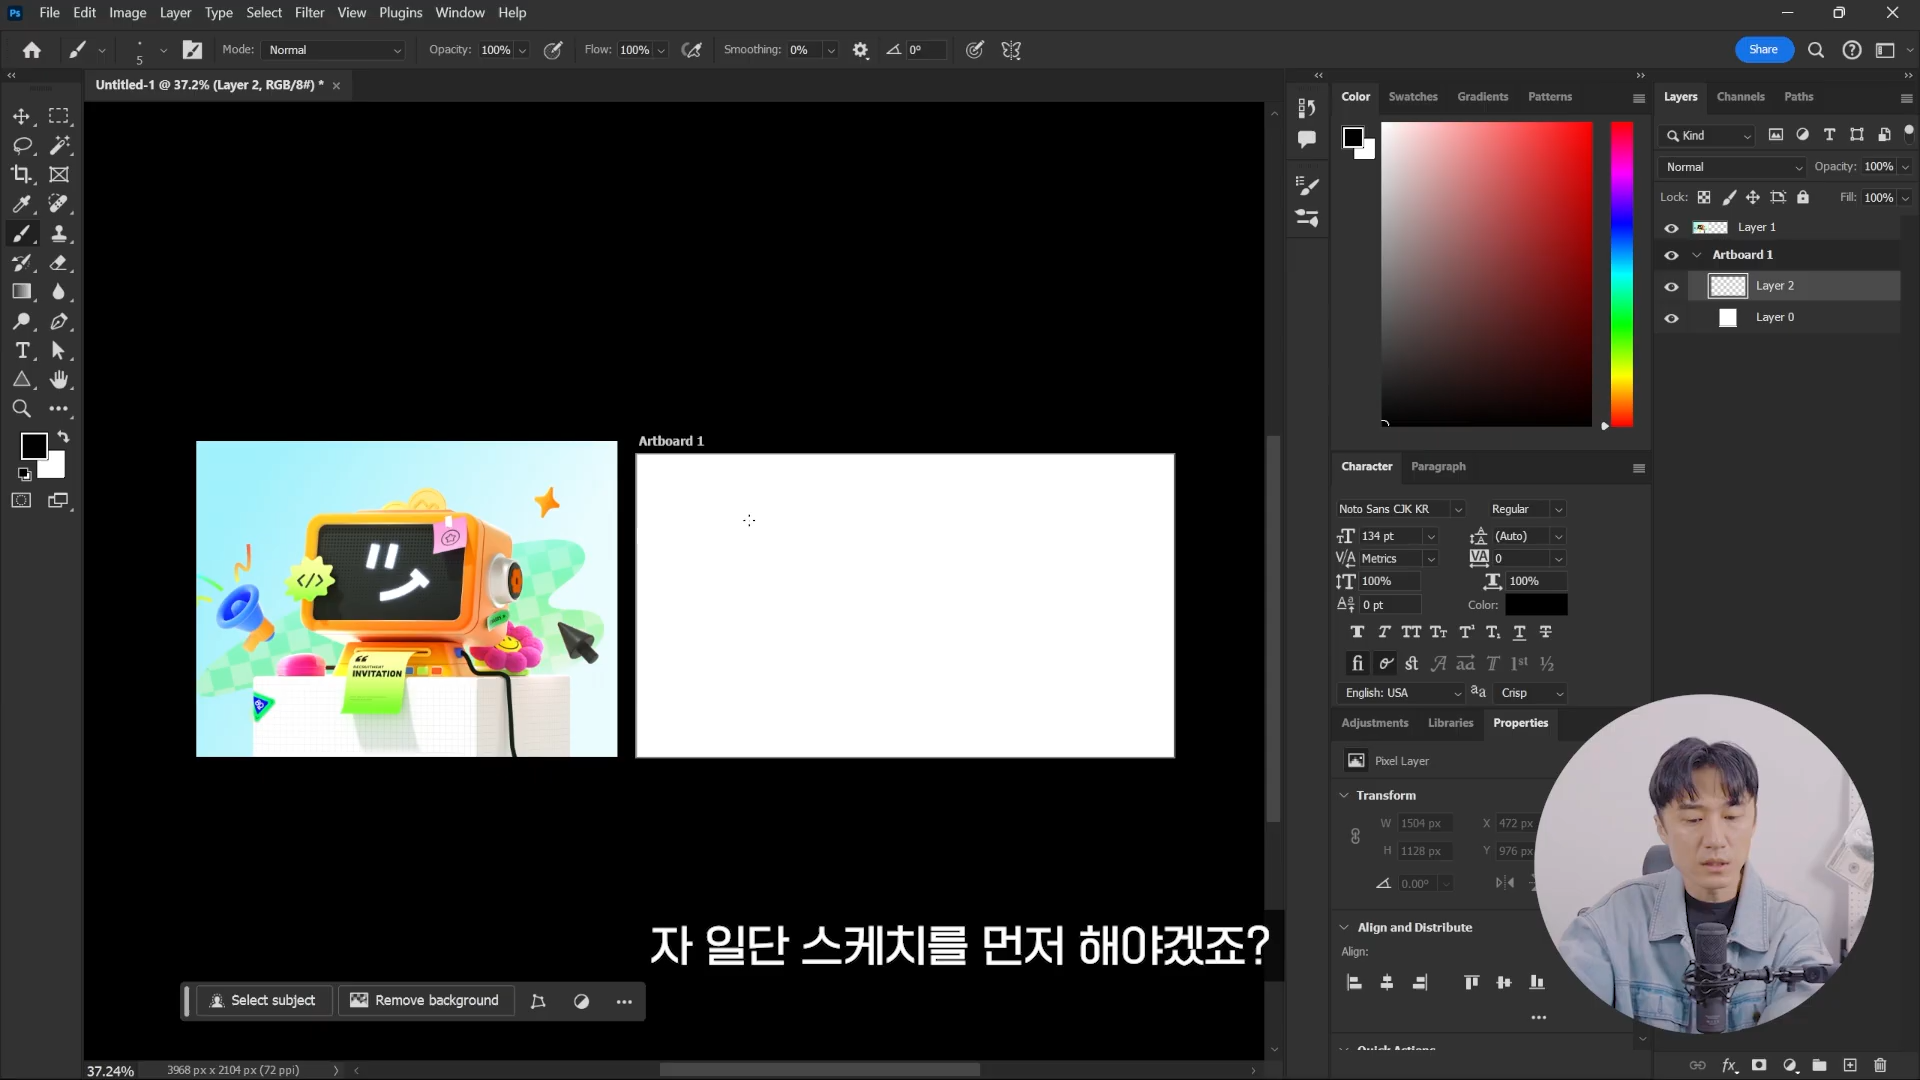 Ps File Edit Image Layer Type Select Filter View Plugins Window Help
5 Mode: Normal Opacity: 100% Flow: 100% Smoothing: 0% 0° Share
Untitled-1 @ 37.2% (Layer 2, RGB/8#) *
Color Swatches Gradients Patterns
Layers Channels Paths
Kind
Normal Opacity: 100%
Lock: Fill: 100%
Layer 1
Artboard 1
Layer 2
Layer 0
Artboard 1
</>
RECRUITMENT
INVITATION
Character Paragraph
Noto Sans CJK KR Regular
134 pt (Auto)
Metrics 0
100% 100%
0 pt Color:
English: USA aa Crisp
Adjustments Libraries Properties
Pixel Layer
Transform
W 1504 px X 472 px
H 1128 px Y 976 px
0.00°
Align and Distribute
Align:
Quick Actions
자 일단 스케치를 먼저 해야겠죠?
Select subject Remove background
37.24% 3968 px x 2104 px (72 ppi)